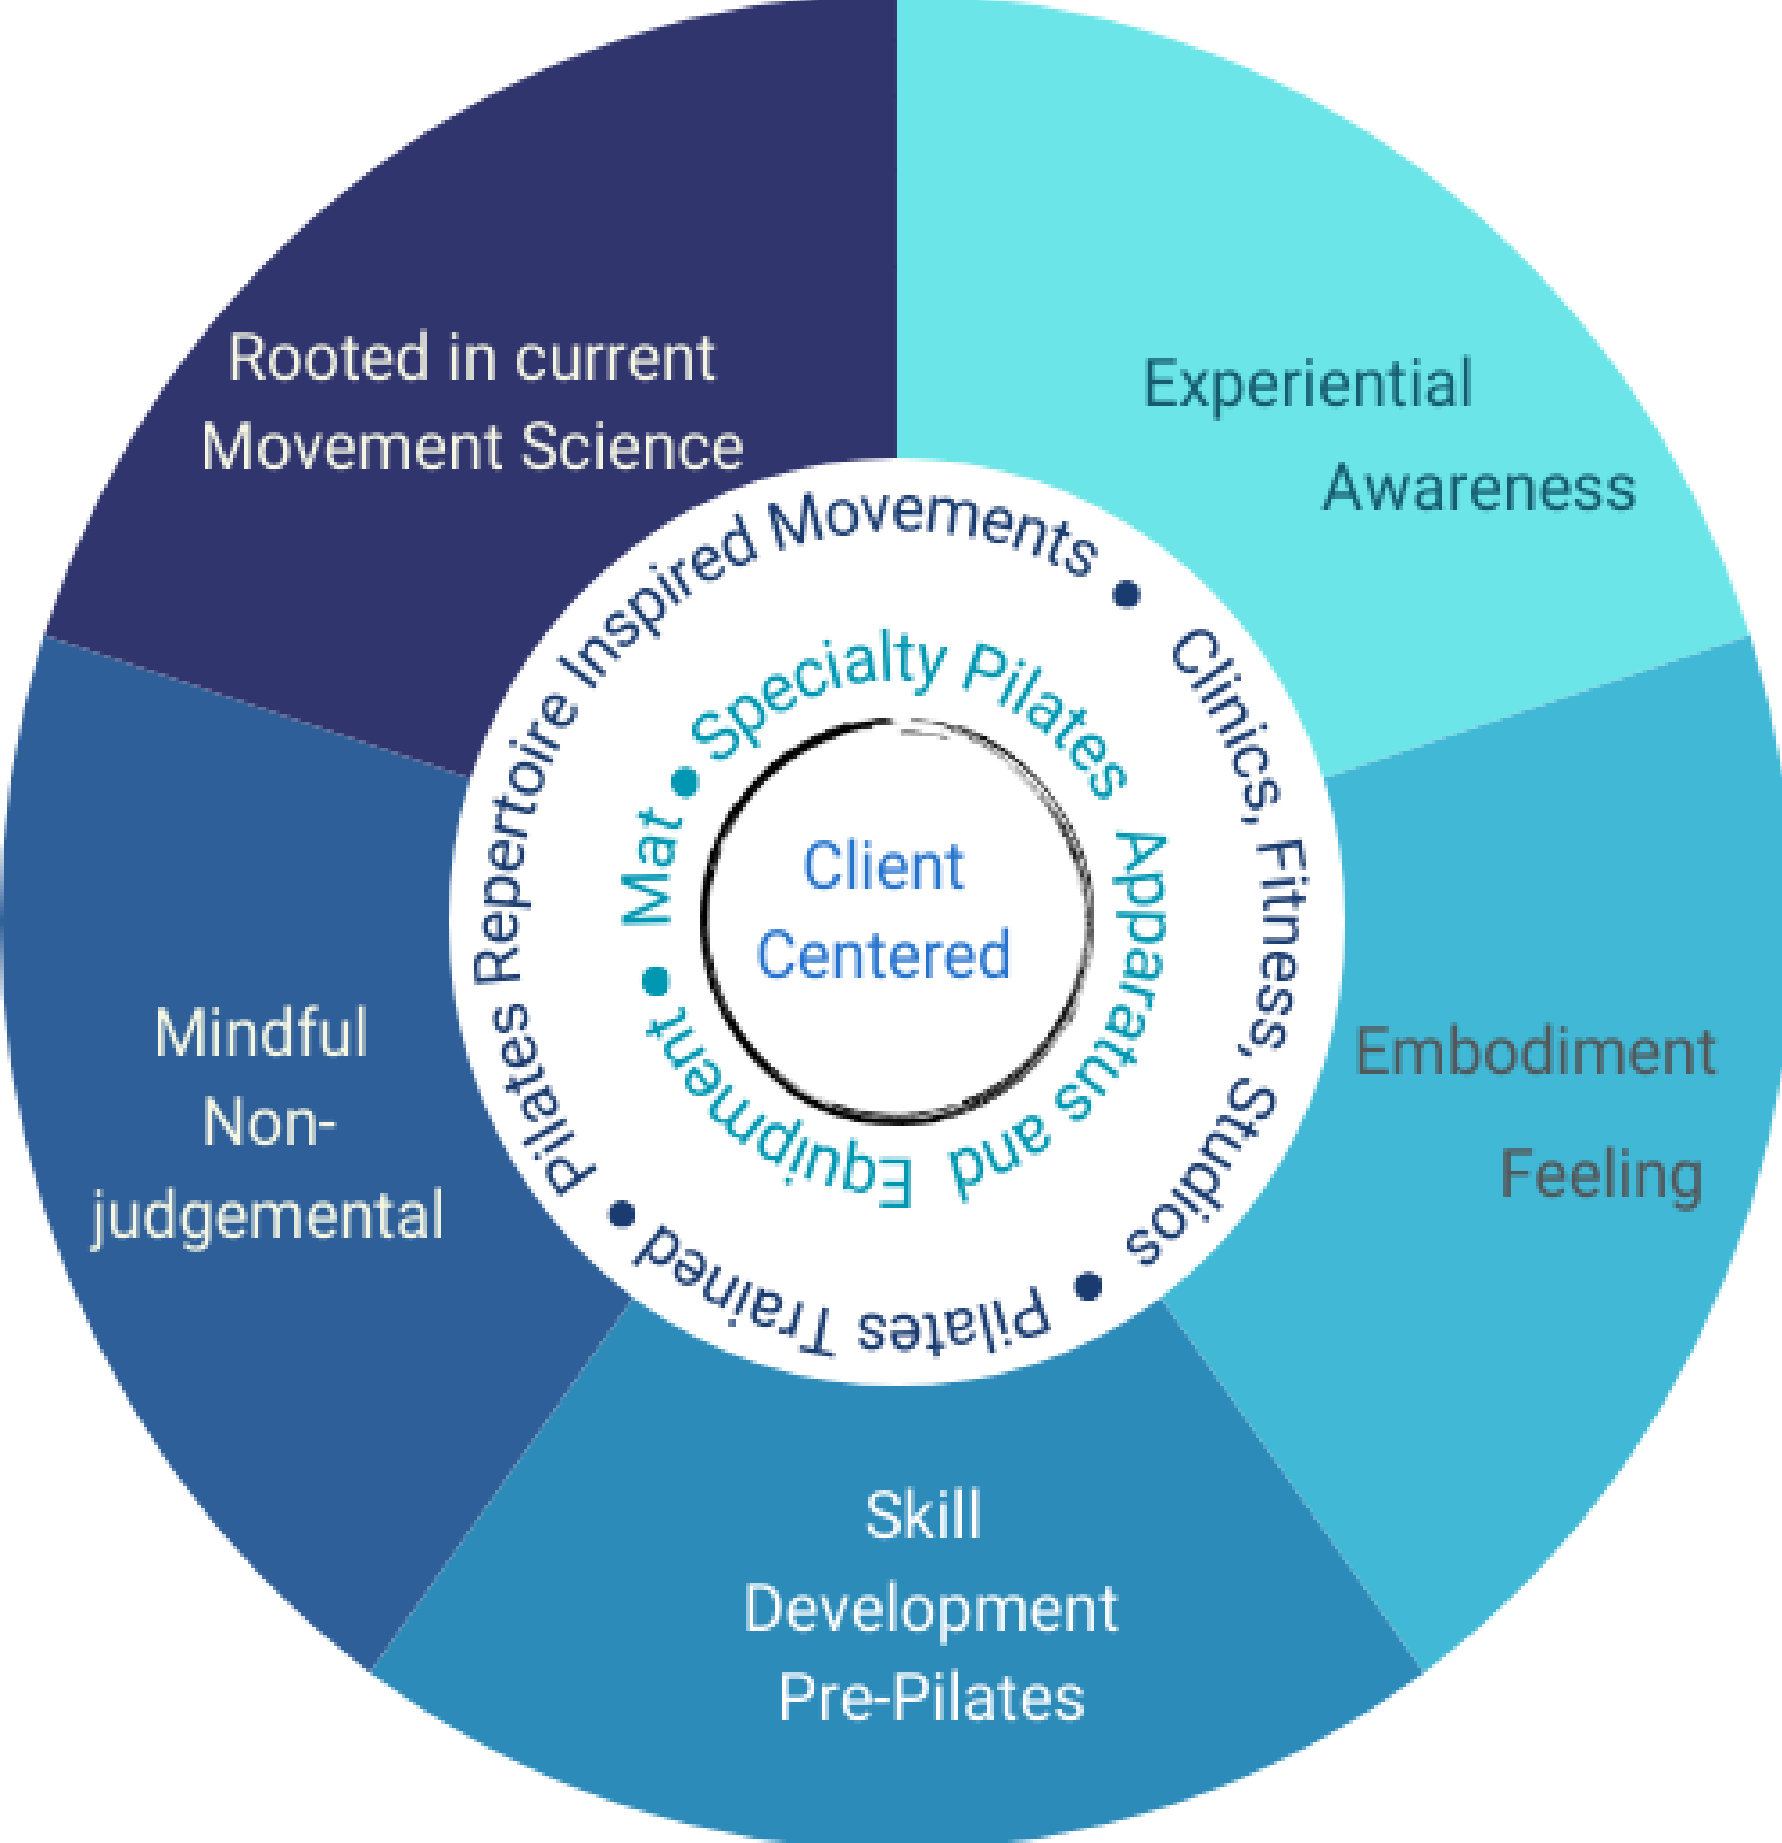 Rooted in current
Movement Science
Experiential
Awareness
Pilates Repertoire Inspired Movements •
Clinics, Fitness, Studios •
Pilates Trained •
Specialty Pilates Apparatus and Equipment •
Mat •
Client
Centered
Mindful
Non-
judgemental
Embodiment
Feeling
Skill
Development
Pre-Pilates